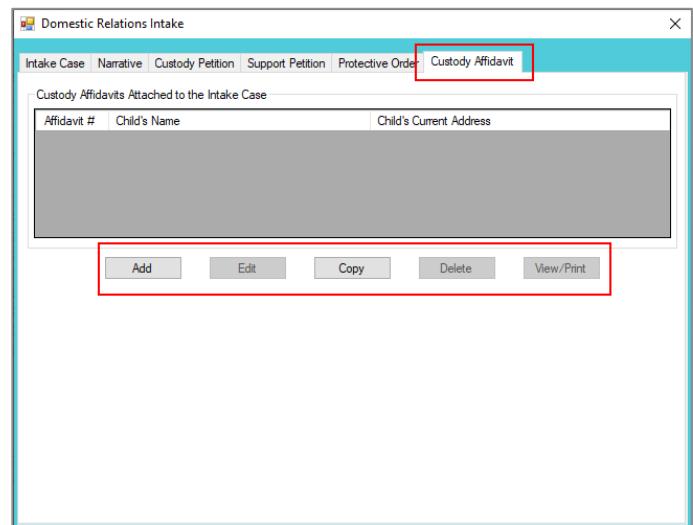 Domestic Relations Intake
Intake Case Narrative Custody Petition Support Petition Protective Order Custody Affidavit
Custody Affidavits Attached to the Intake Case
Affidavit # Child's Name Child's Current Address
Add Edit Copy Delete View/Print